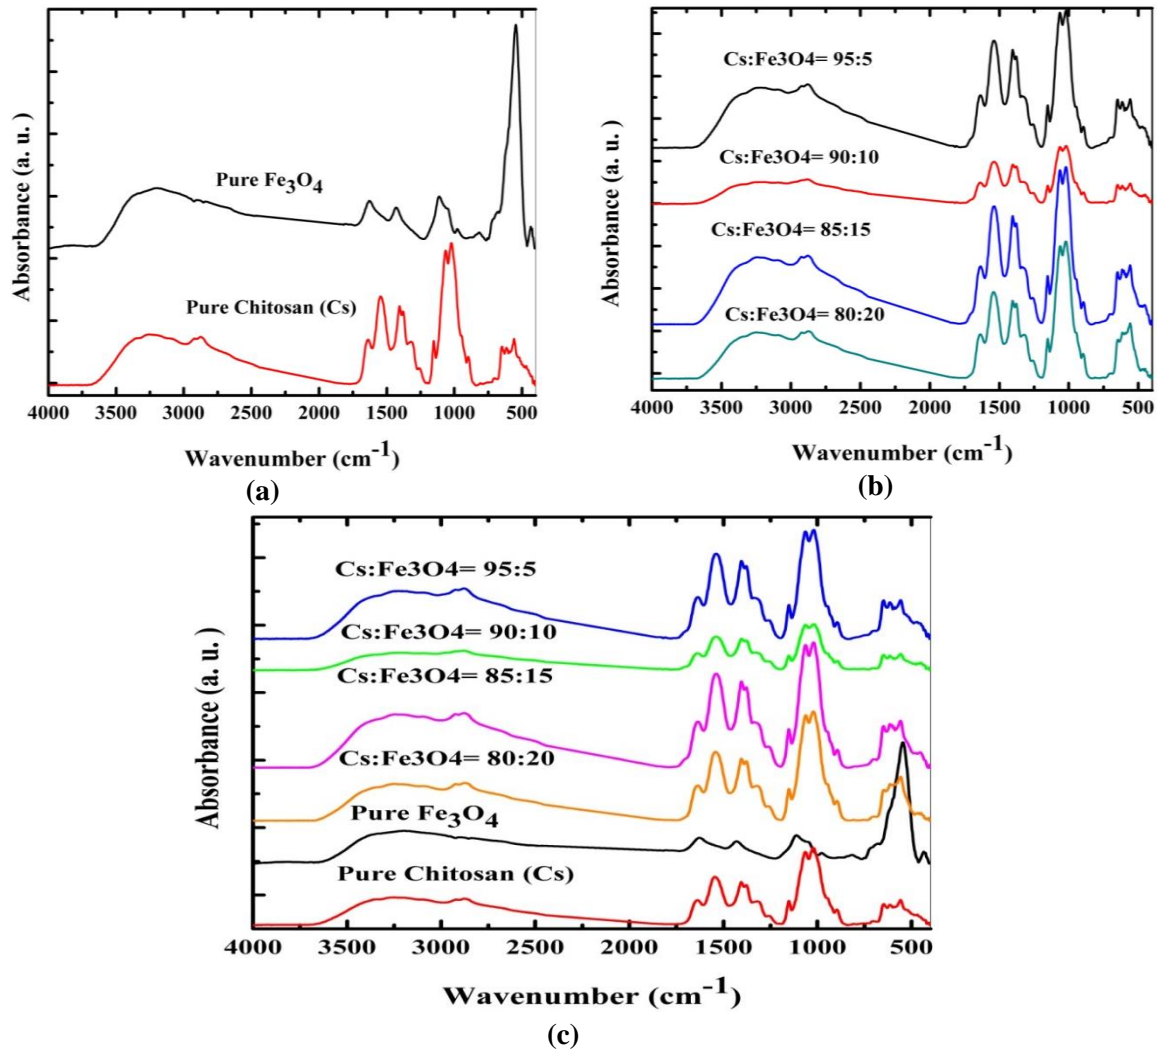 Absorbance (a. u.)
Pure Fe3O4
Pure Chitosan (Cs)
4000 3500 3000 2500 2000 1500 1000 500
Wavenumber (cm-1)
(a)
Absorbance (a. u.)
Cs:Fe3O4= 95:5
Cs:Fe3O4= 90:10
Cs:Fe3O4= 85:15
Cs:Fe3O4= 80:20
4000 3500 3000 2500 2000 1500 1000 500
Wavenumber (cm-1)
(b)
Absorbance (a. u. )
Cs:Fe3O4= 95:5
Cs:Fe3O4= 90:10
Cs:Fe3O4= 85:15
Cs:Fe3O4= 80:20
Pure Fe3O4
Pure Chitosan (Cs)
4000 3500 3000 2500 2000 1500 1000 500
Wavenumber (cm-1)
(c)